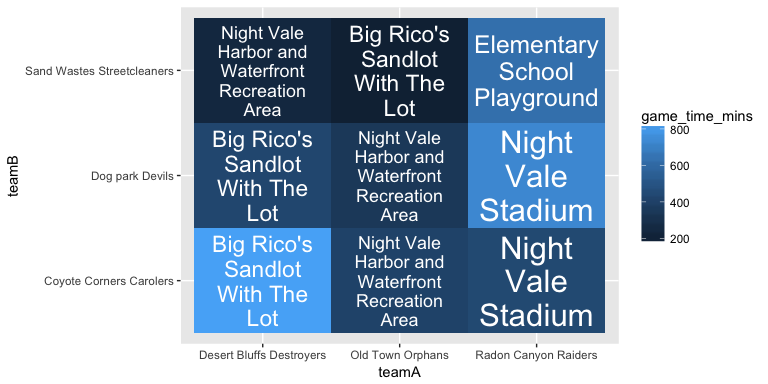 Night Vale
Harbor and
Waterfront
Recreation
Area
Big Rico's
Sandlot
With The
Lot
Elementary
School
Playground
Sand Wastes Streetcleaners
Big Rico's
Sandlot
With The
Lot
Night Vale
Harbor and
Waterfront
Recreation
Area
Night
Vale
Stadium
Dog park Devils
Big Rico's
Sandlot
With The
Lot
Night Vale
Harbor and
Waterfront
Recreation
Area
Night
Vale
Stadium
Coyote Corners Carolers
teamB
Desert Bluffs Destroyers
Old Town Orphans
Radon Canyon Raiders
teamA
game_time_mins
800
600
400
200